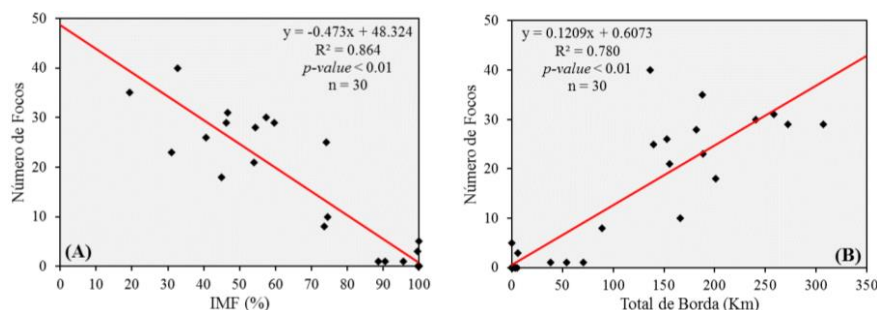 50
40
30
20
10
0
Número de Focos
y = -0.473x + 48.324
R² = 0.864
p-value < 0.01
n = 30
(A)
0 10 20 30 40 50 60 70 80 90 100
IMF (%)
50
40
30
20
10
0
Número de Focos
y = 0.1209x + 0.6073
R² = 0.780
p-value < 0.01
n = 30
(B)
0 50 100 150 200 250 300 350
Total de Borda (Km)